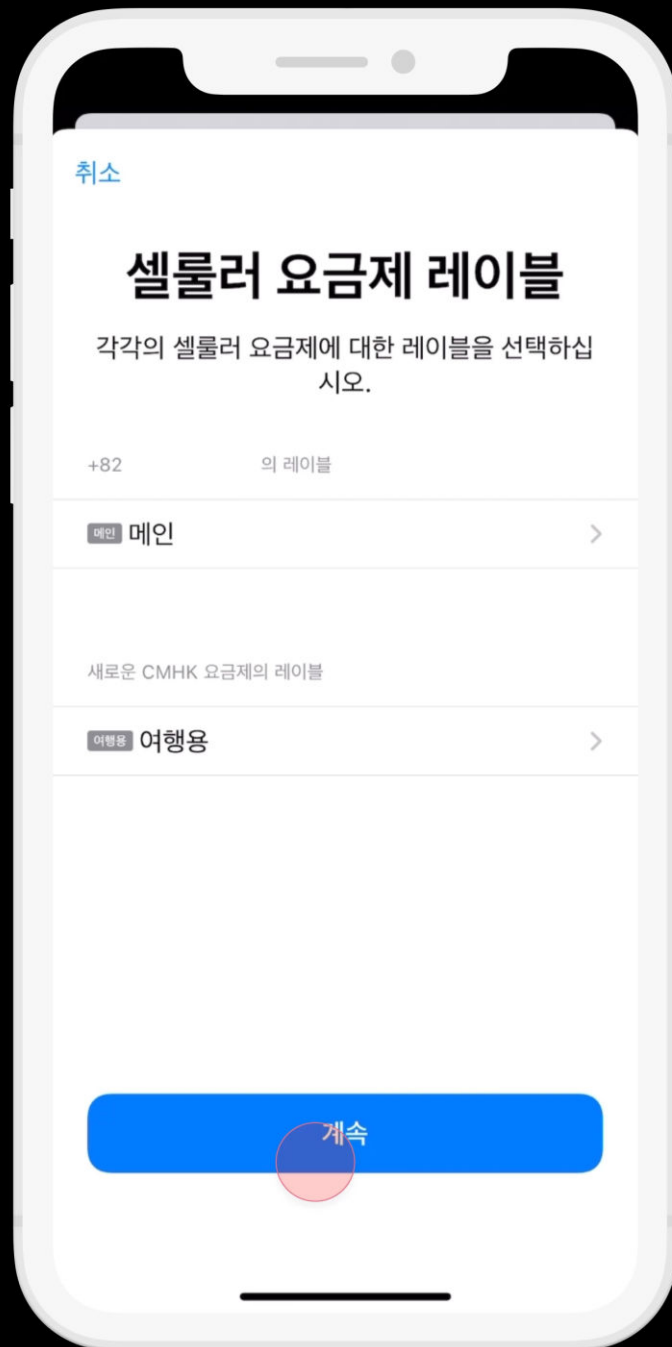 취소
셀룰러 요금제 레이블
각각의 셀룰러 요금제에 대한 레이블을 선택하십
시오.
+82 의 레이블
메인 메인
새로운 CMHK 요금제의 레이블
여행용 여행용
계속